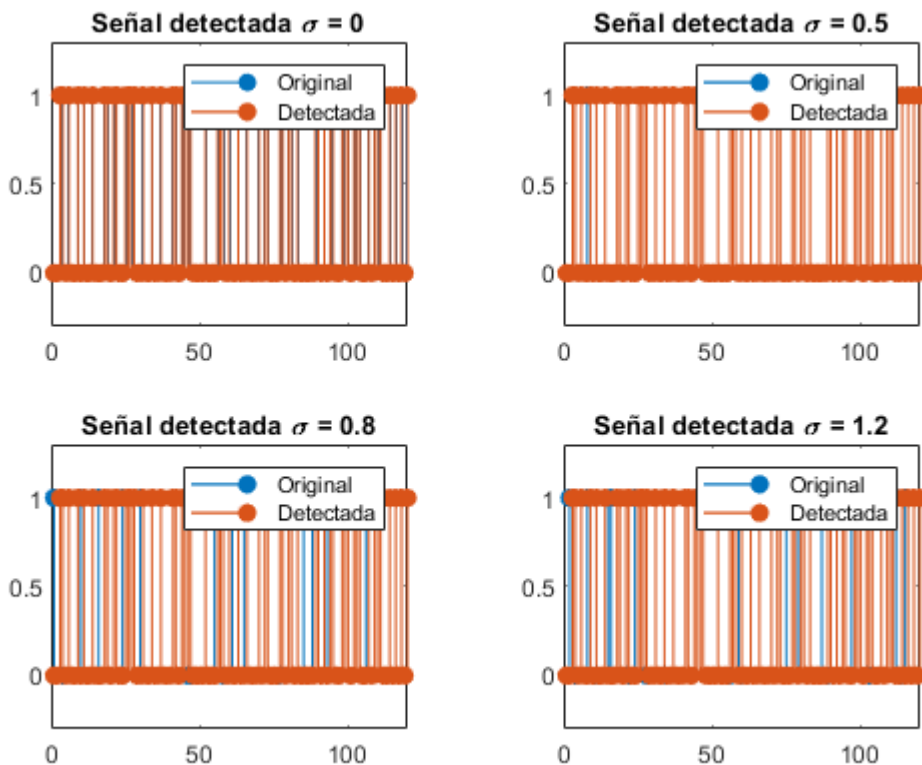 Señal detectada σ = 0
Original
Detectada
1
0.5
0
0 50 100
Señal detectada σ = 0.5
Original
Detectada
1
0.5
0
0 50 100
Señal detectada σ = 0.8
Original
Detectada
1
0.5
0
0 50 100
Señal detectada σ = 1.2
Original
Detectada
1
0.5
0
0 50 100